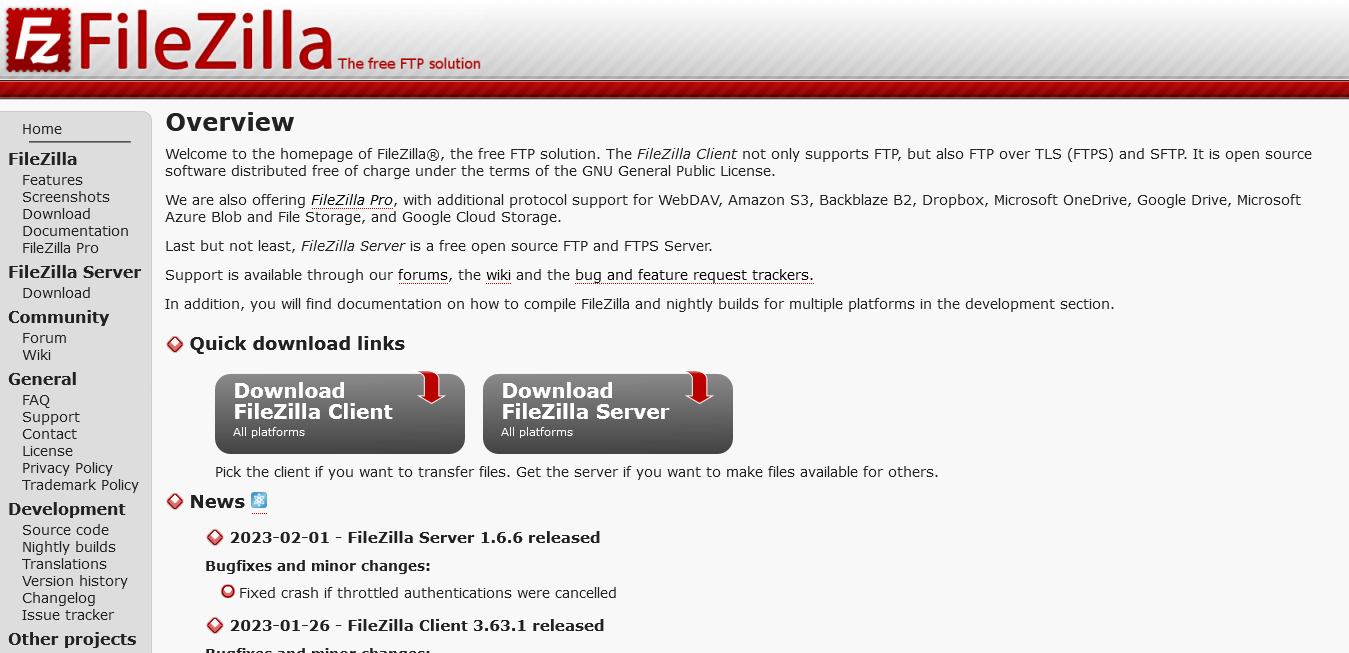 Fz FileZilla The free FTP solution
Home
FileZilla
Features
Screenshots
Download
Documentation
FileZilla Pro
FileZilla Server
Download
Community
Forum
Wiki
General
FAQ
Support
Contact
License
Privacy Policy
Trademark Policy
Development
Source code
Nightly builds
Translations
Version history
Changelog
Issue tracker
Other projects
Overview
Welcome to the homepage of FileZilla®, the free FTP solution. The FileZilla Client not only supports FTP, but also FTP over TLS (FTPS) and SFTP. It is open source
software distributed free of charge under the terms of the GNU General Public License.
We are also offering FileZilla Pro, with additional protocol support for WebDAV, Amazon S3, Backblaze B2, Dropbox, Microsoft OneDrive, Google Drive, Microsoft
Azure Blob and File Storage, and Google Cloud Storage.
Last but not least, FileZilla Server is a free open source FTP and FTPS Server.
Support is available through our forums, the wiki and the bug and feature request trackers.
In addition, you will find documentation on how to compile FileZilla and nightly builds for multiple platforms in the development section.
Quick download links
Download
FileZilla Client
All platforms
Download
FileZilla Server
All platforms
Pick the client if you want to transfer files. Get the server if you want to make files available for others.
News
2023-02-01 - FileZilla Server 1.6.6 released
Bugfixes and minor changes:
Fixed crash if throttled authentications were cancelled
2023-01-26 - FileZilla Client 3.63.1 released
Bugfixes and minor changes: